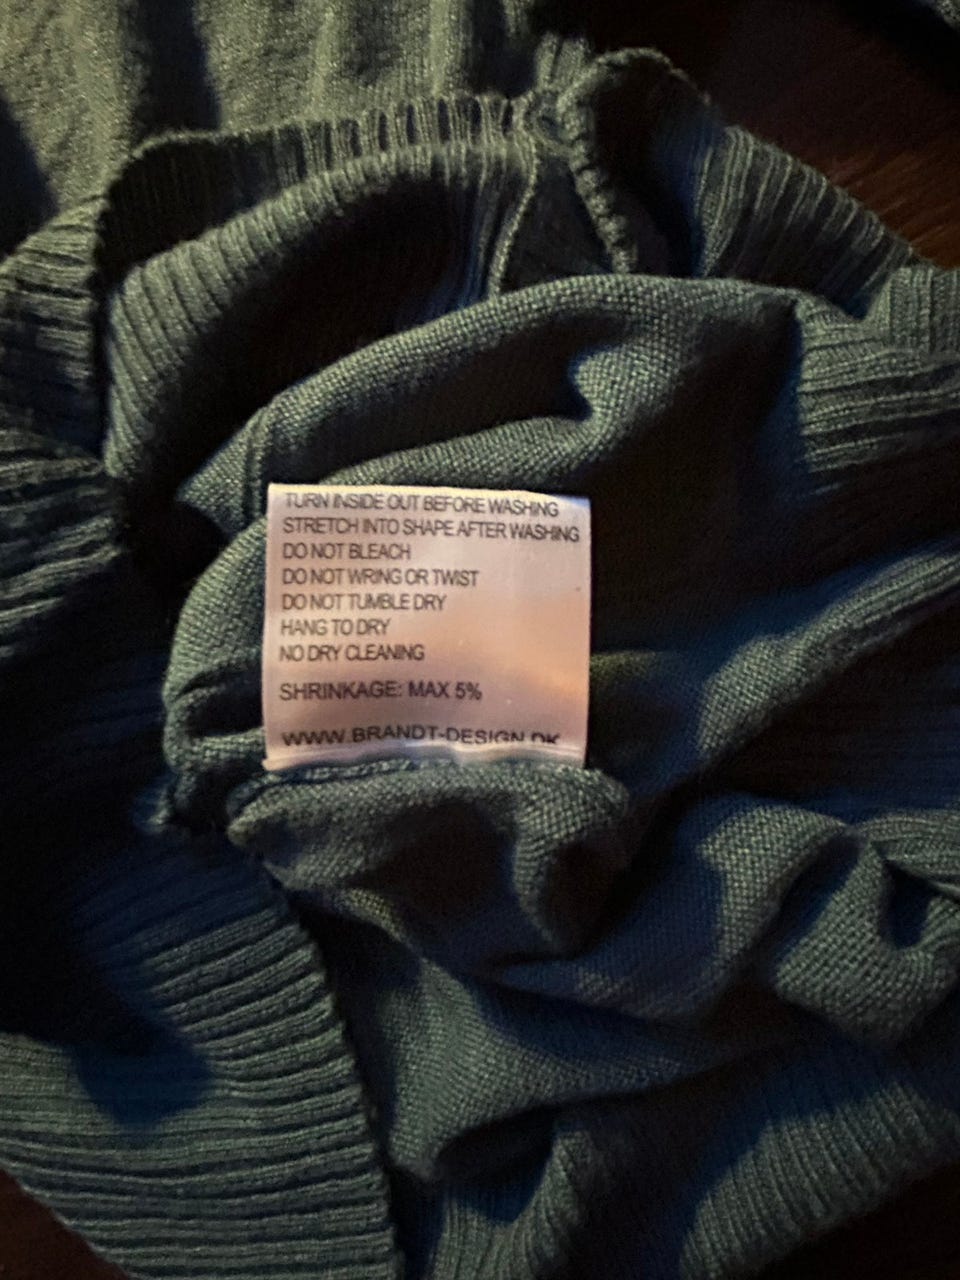 TURN INSIDE OUT BEFORE WASHING
STRETCH INTO SHAPE AFTER WASHING
DO NOT BLEACH
DO NOT WRING OR TWIST
DO NOT TUMBLE DRY
HANG TO DRY
NO DRY CLEANING
SHRINKAGE: MAX 5%
WWW.BRANDT-DESIGN.DK